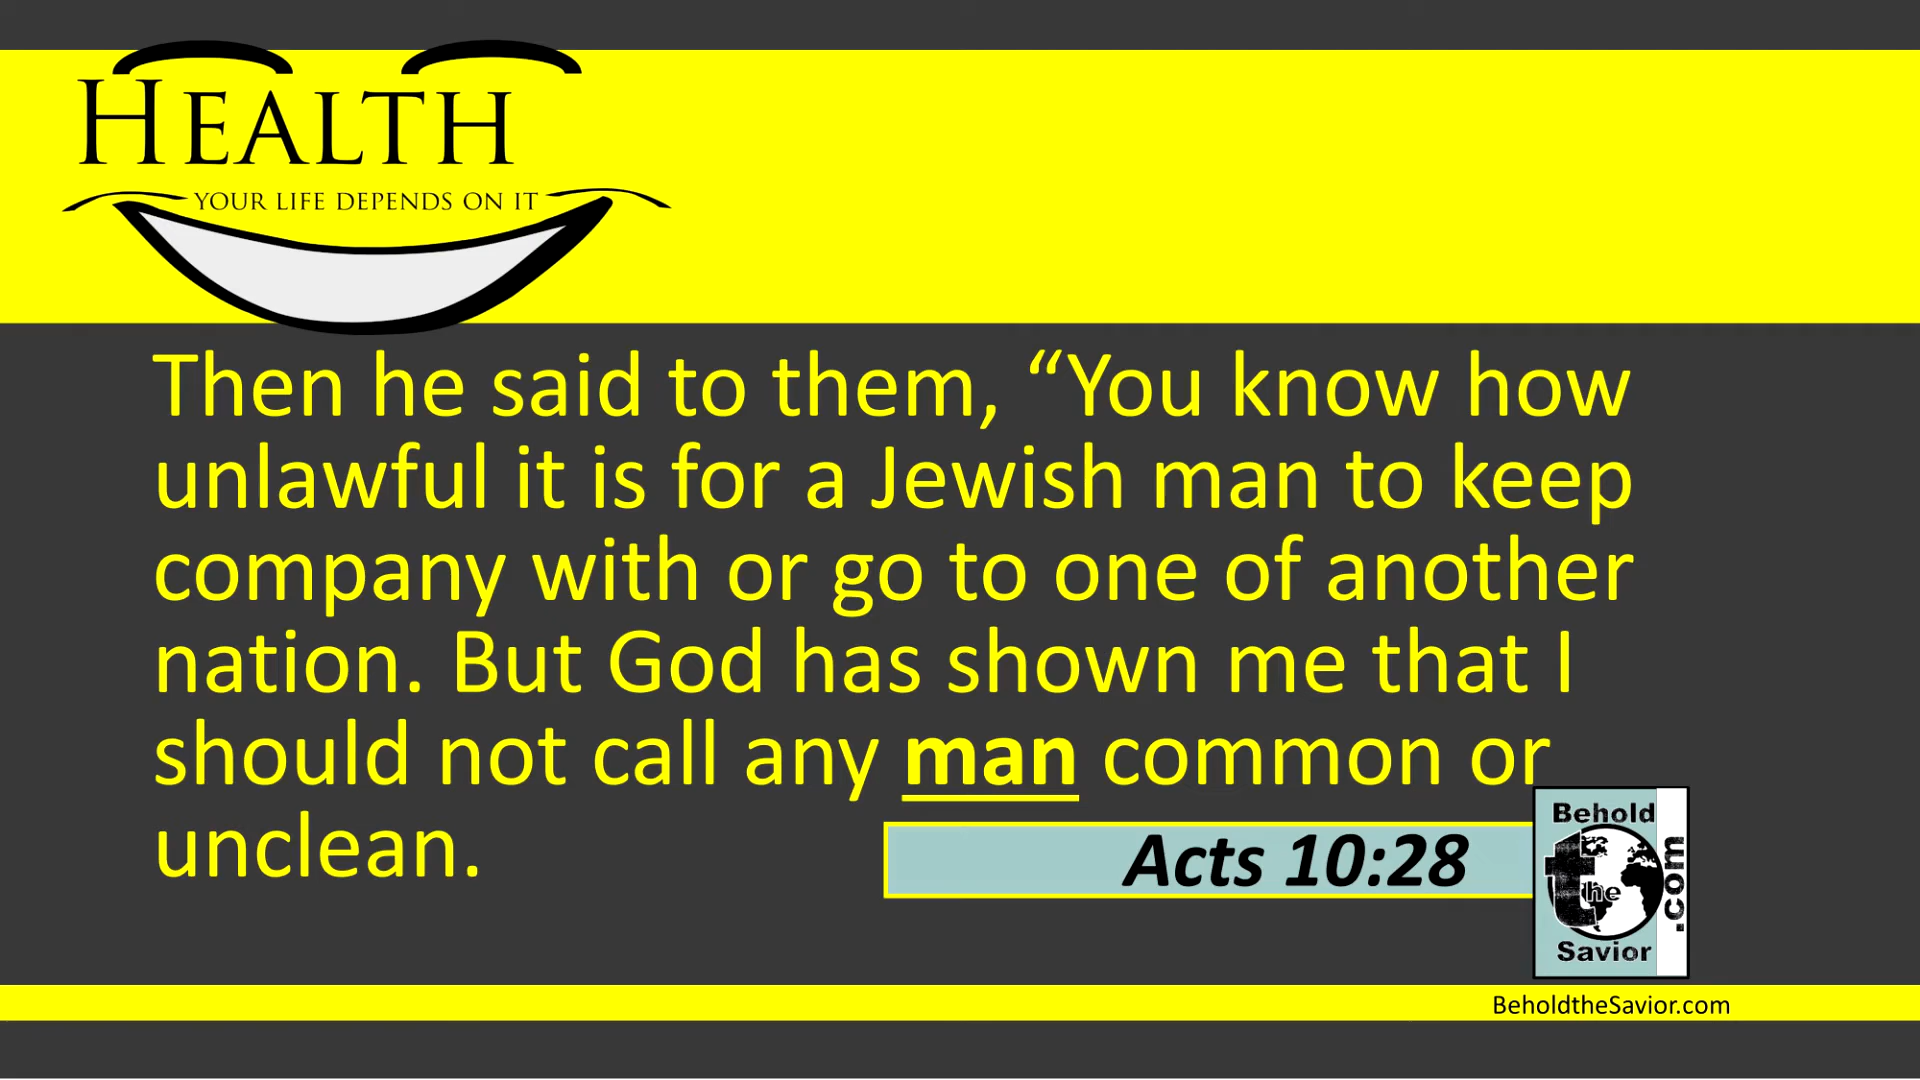 HEALTH
YOUR LIFE DEPENDS ON IT
Then he said to them, “You know how
unlawful it is for a Jewish man to keep
company with or go to one of another
nation. But God has shown me that I
should not call any man common or
unclean.
Acts 10:28
Behold
the
Savior
.com
BeholdtheSavior.com